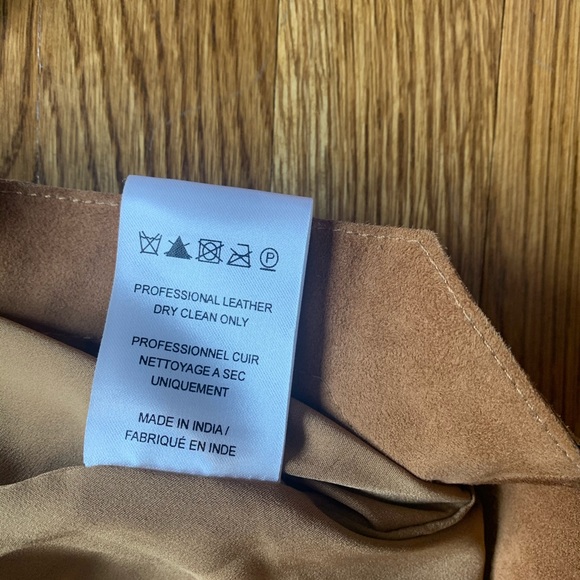 P
PROFESSIONAL LEATHER
DRY CLEAN ONLY
PROFESSIONNEL CUIR
NETTOYAGE A SEC
UNIQUEMENT
MADE IN INDIA /
FABRIQUÉ EN INDE